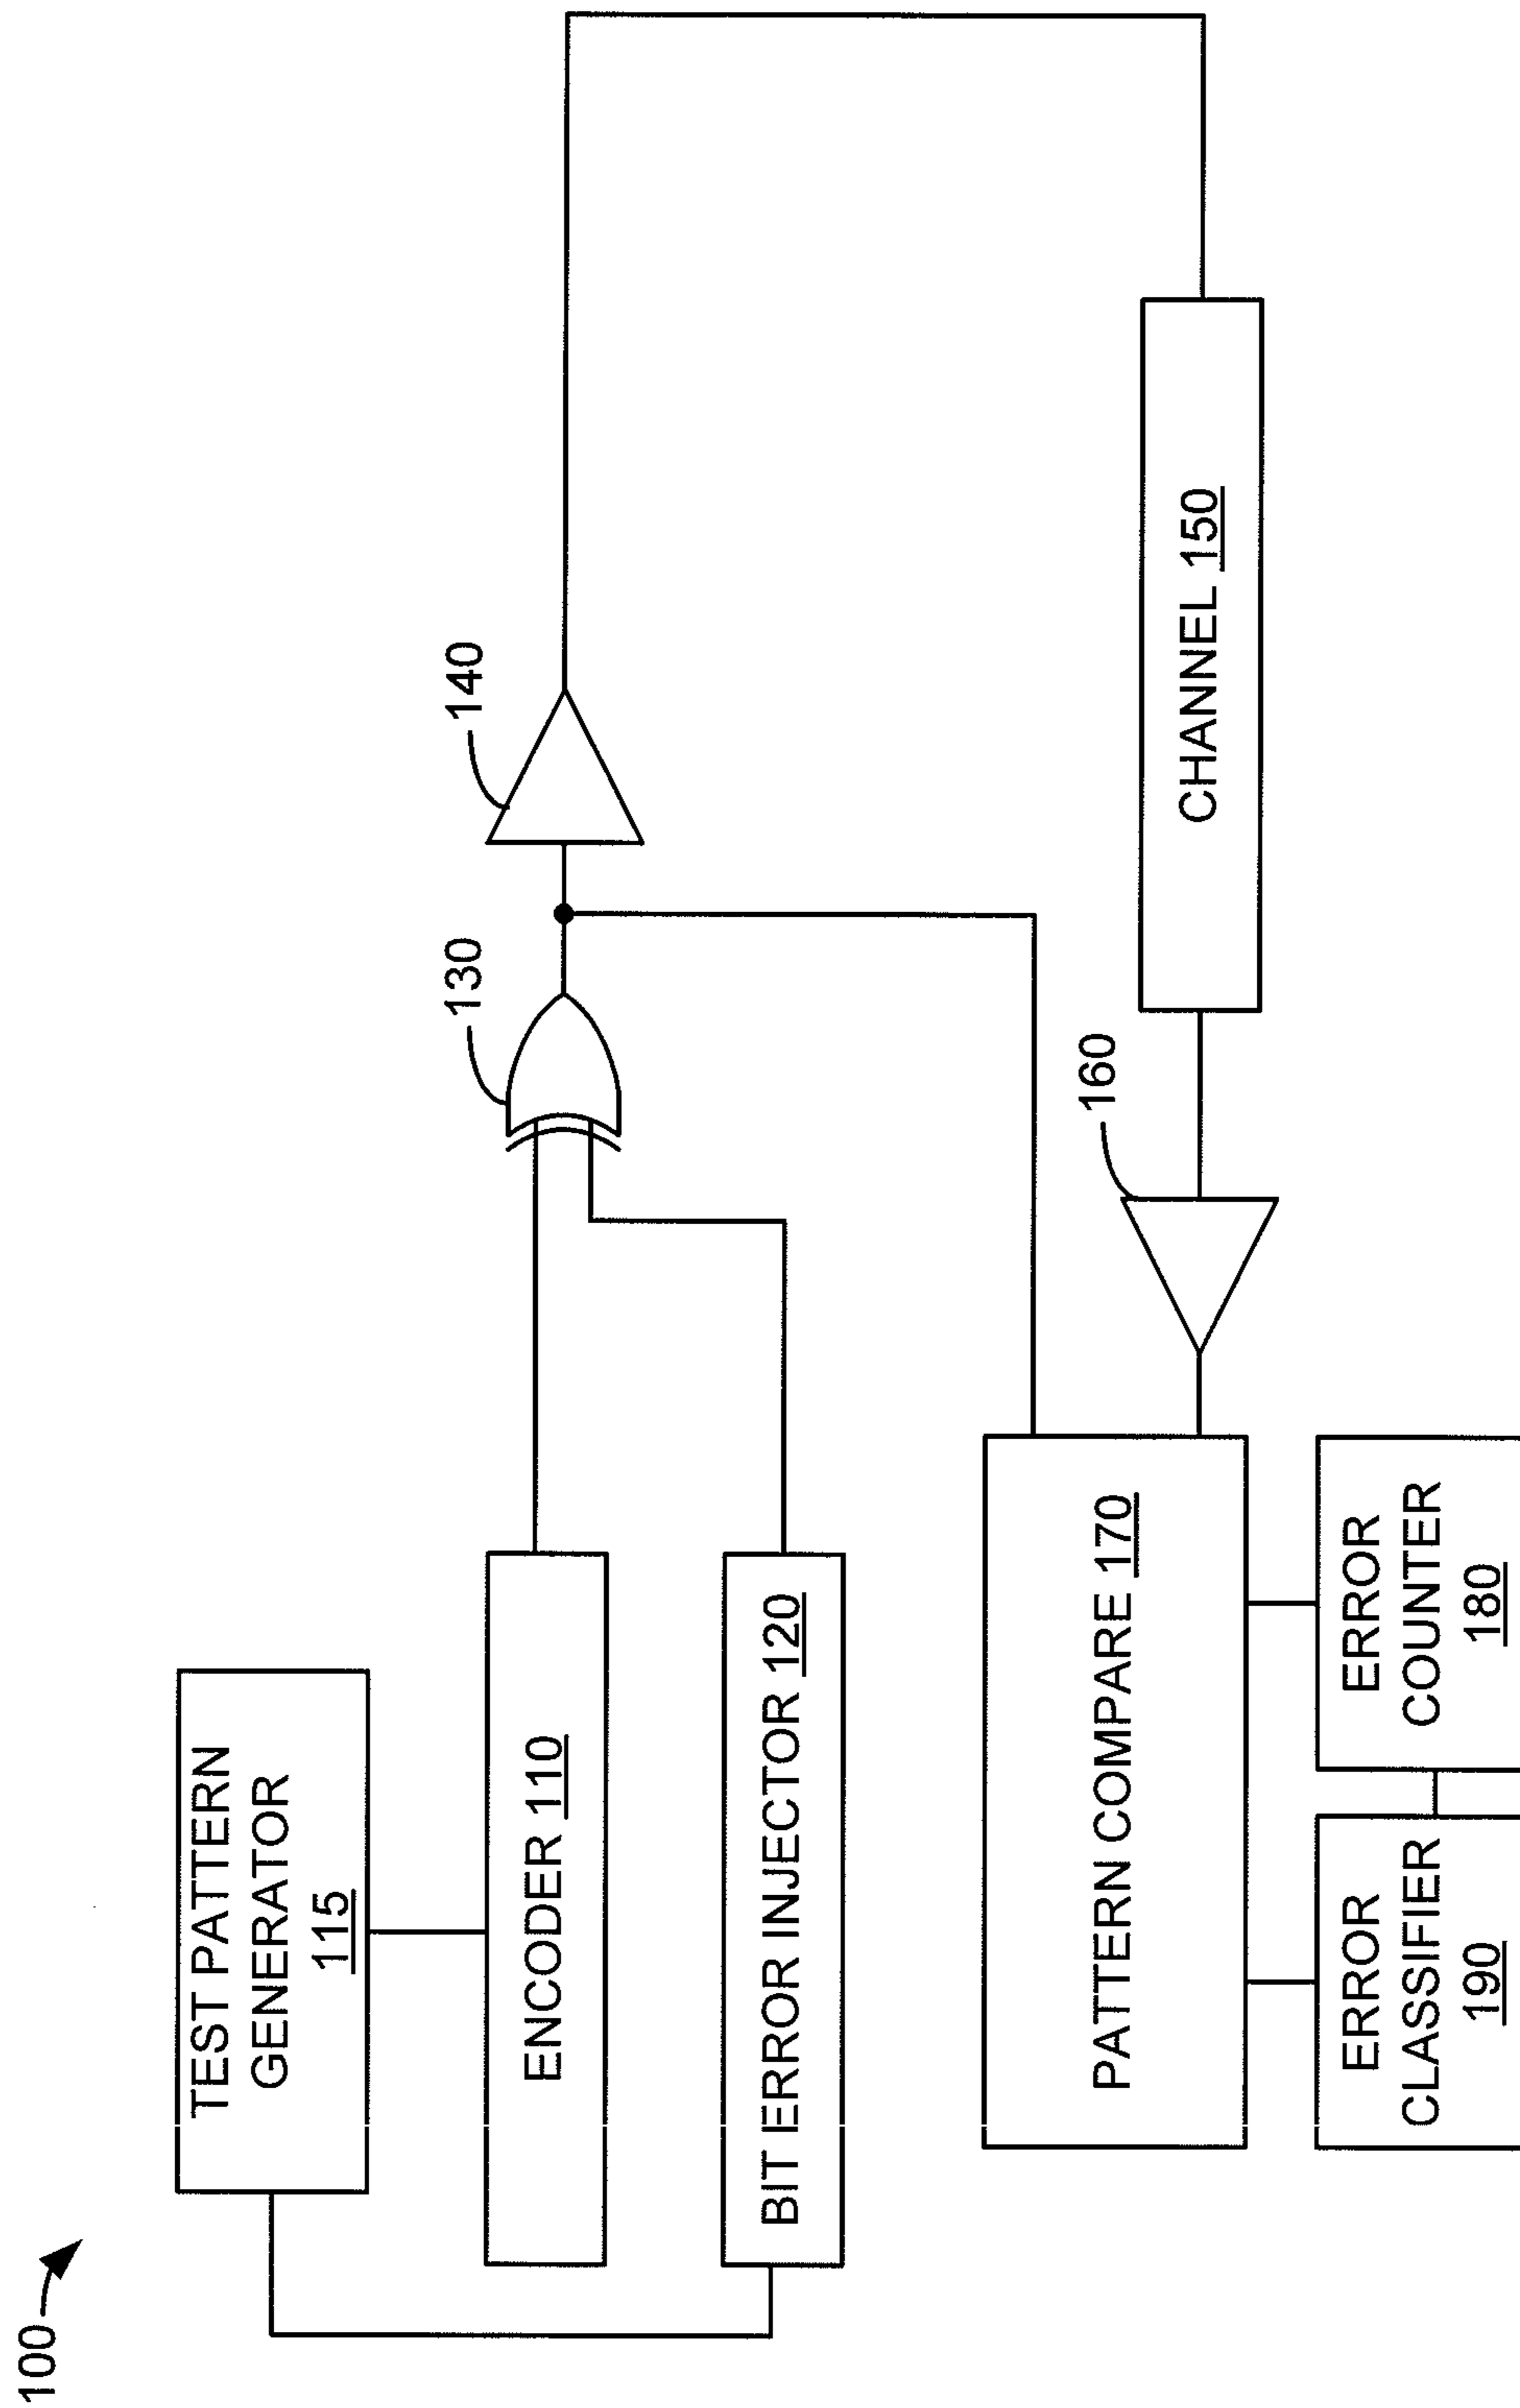 100
TEST PATTERN
GENERATOR
115
ENCODER 110
BIT ERROR INJECTOR 120
130
140
PATTERN COMPARE 170
160
CHANNEL 150
ERROR
CLASSIFIER
190
ERROR
COUNTER
180